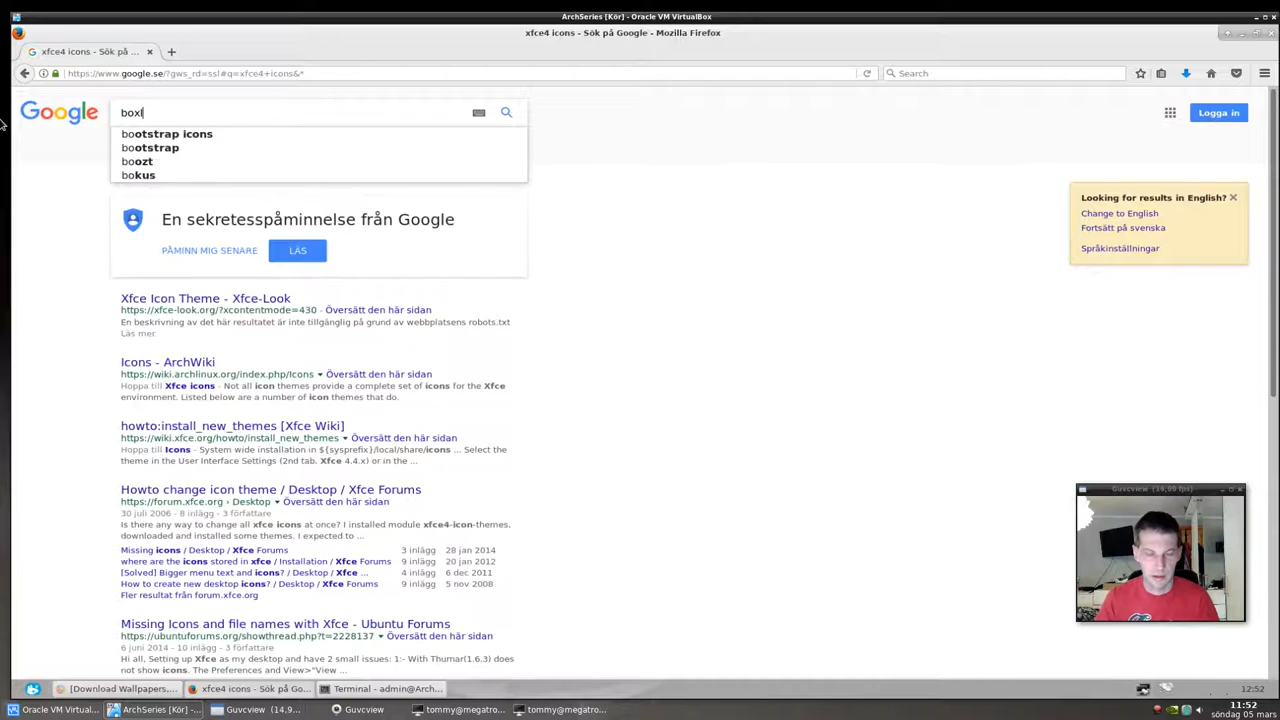 ArchSeries [Kör] - Oracle VM VirtualBox
xfce4 icons - Sök på Google - Mozilla Firefox
xfce4 icons - Sök på ...
https://www.google.se/?gws_rd=ssl#q=xfce4+icons&*
Search
Google
boxl
Logga in
bootstrap icons
bootstrap
boozt
bokus
Looking for results in English?
Change to English
Fortsätt på svenska
Språkinställningar
En sekretesspåminnelse från Google
PÅMINN MIG SENARE
LÄS
Xfce Icon Theme - Xfce-Look
https://xfce-look.org/?xcontentmode=430 - Översätt den här sidan
En beskrivning av det här resultatet är inte tillgänglig på grund av webbplatsens robots.txt
Läs mer
Icons - ArchWiki
https://wiki.archlinux.org/index.php/Icons Översätt den här sidan
Hoppa till Xfce icons - Not all icon themes provide a complete set of icons for the Xfce
environment. Listed below are a number of icon themes that do.
howto:install_new_themes [Xfce Wiki]
https://wiki.xfce.org/howto/install_new_themes Översätt den här sidan
Hoppa till Icons - System wide installation in ${sysprefix}/local/share/icons ... Select the
theme in the User Interface Settings (2nd tab, Xfce 4.4.x) or in the ...
Howto change icon theme / Desktop / Xfce Forums
https://forum.xfce.org › Desktop Översätt den här sidan
30 juli 2006 - 8 inlägg - 3 författare
Is there any way to change all xfce icons at once? I installed module xfce4-icon-themes,
downloaded and installed some themes. I expected to ...
Missing icons / Desktop / Xfce Forums 3 inlägg 28 jan 2014
where are the icons stored in xfce / Installation / Xfce Forums 9 inlägg 20 jan 2012
[Solved] Bigger menu text and icons? / Desktop / Xfce ... 4 inlägg 6 dec 2011
How to create new desktop icons? / Desktop / Xfce Forums 9 inlägg 5 nov 2008
Fler resultat från forum.xfce.org
Guvcview (16,99 fps)
Missing Icons and file names with Xfce - Ubuntu Forums
https://ubuntuforums.org/showthread.php?t=2228137 Översätt den här sidan
6 juni 2014 - 10 inlägg - 3 författare
Hi all, Setting up Xfce as my desktop and have 2 small issues: 1:- With Thumar(1.6.3) does
not show icons. The Preferences and View>"View ...
[Download Wallpapers,...
xfce4 icons - Sök på Go...
Terminal - admin@Arch...
12:52
Oracle VM VirtualBox
ArchSeries [Kör] -...
Guvcview (14,9...
Guvcview
tommy@megatro...
tommy@megatro...
11:52
söndag 05 mars